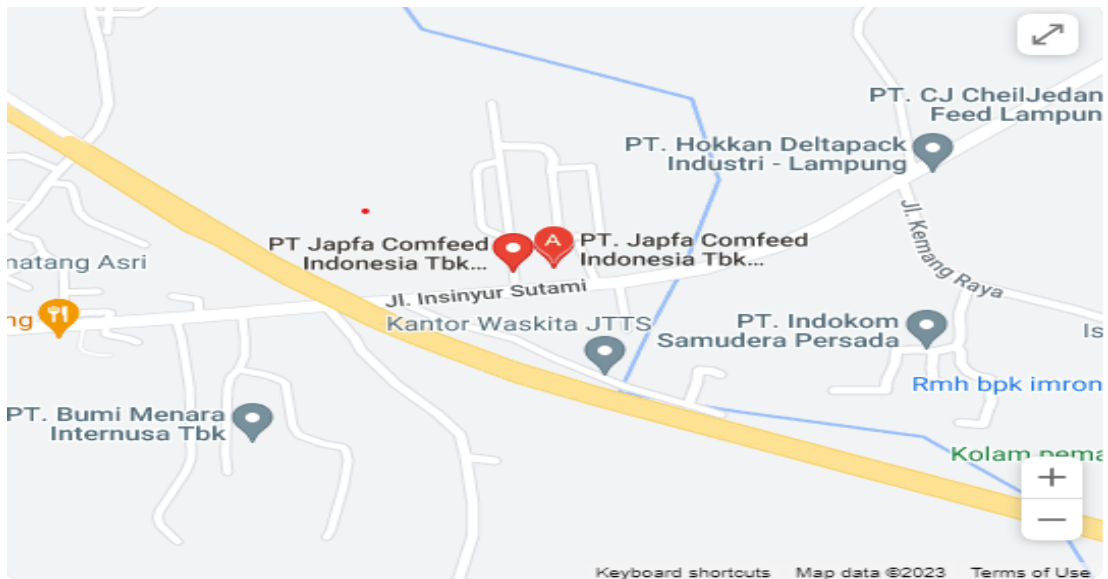 PT. CJ CheilJedan
Feed Lampun
PT. Hokkan Deltapack
Industri - Lampung
Jl. Kemang Raya
PT Japfa Comfeed
Indonesia Tbk...
A
PT. Japfa Comfeed
Indonesia Tbk...
natang Asri
Jl. Insinyur Sutami
ng
Kantor Waskita JTTS
PT. Indokom
Samudera Persada
Is
Rmh bpk imron
PT. Bumi Menara
Internusa Tbk
Kolam pema
+
−
Keyboard shortcuts
Map data ©2023
Terms of Use